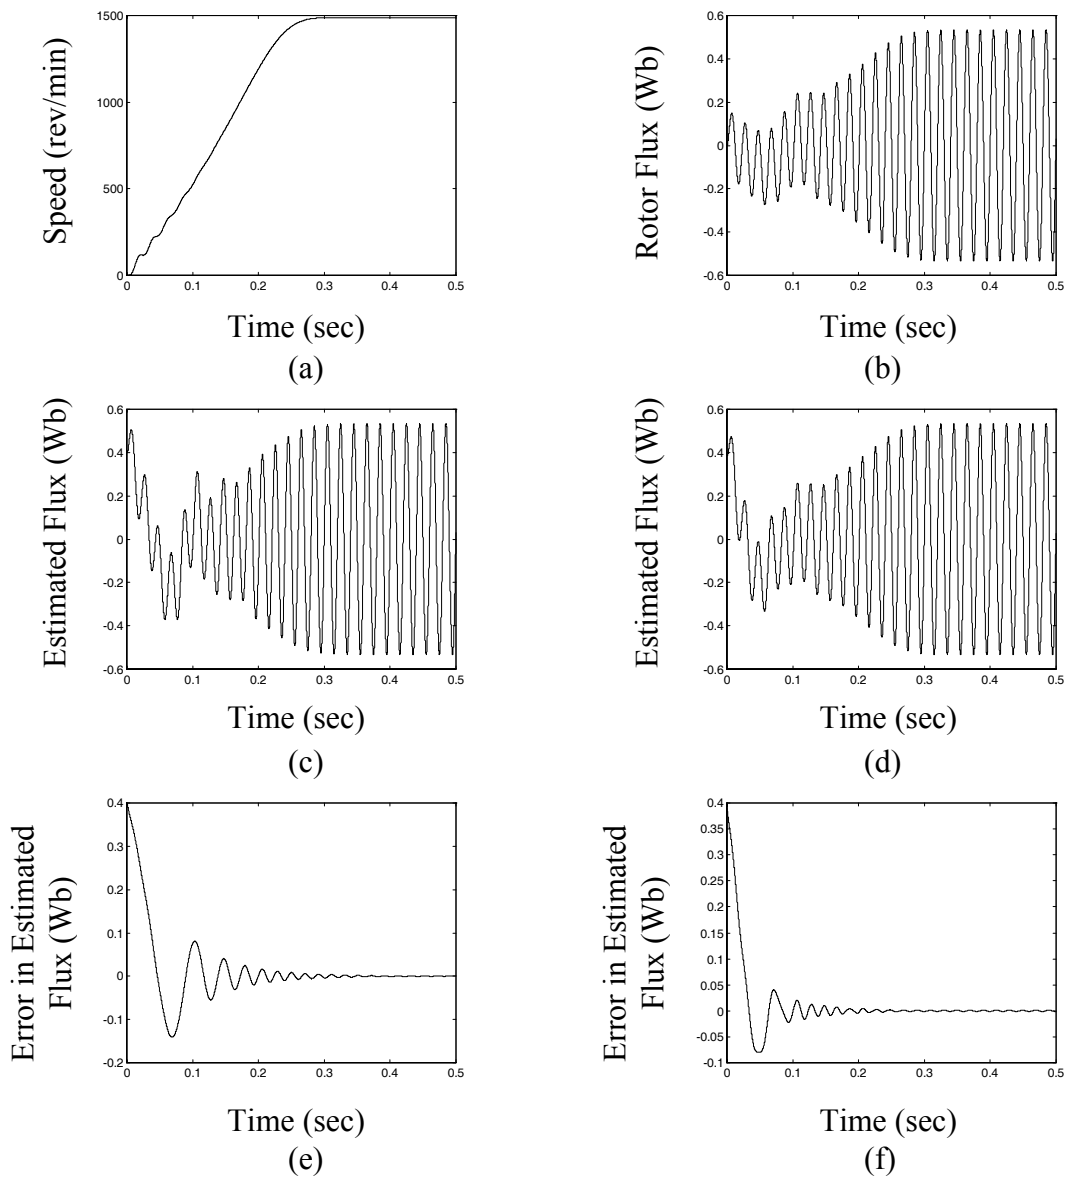 Speed (rev/min)
1500
1000
500
0
0 0.1 0.2 0.3 0.4 0.5
Time (sec)
(a)
Rotor Flux (Wb)
0.6
0.4
0.2
0
-0.2
-0.4
-0.6
0 0.1 0.2 0.3 0.4 0.5
Time (sec)
(b)
Estimated Flux (Wb)
0.6
0.4
0.2
0
-0.2
-0.4
-0.6
0 0.1 0.2 0.3 0.4 0.5
Time (sec)
(c)
Estimated Flux (Wb)
0.6
0.4
0.2
0
-0.2
-0.4
-0.6
0 0.1 0.2 0.3 0.4 0.5
Time (sec)
(d)
Error in Estimated
Flux (Wb)
0.4
0.3
0.2
0.1
0
-0.1
-0.2
0 0.1 0.2 0.3 0.4 0.5
Time (sec)
(e)
Error in Estimated
Flux (Wb)
0.4
0.35
0.3
0.25
0.2
0.15
0.1
0.05
0
-0.05
-0.1
0 0.1 0.2 0.3 0.4 0.5
Time (sec)
(f)